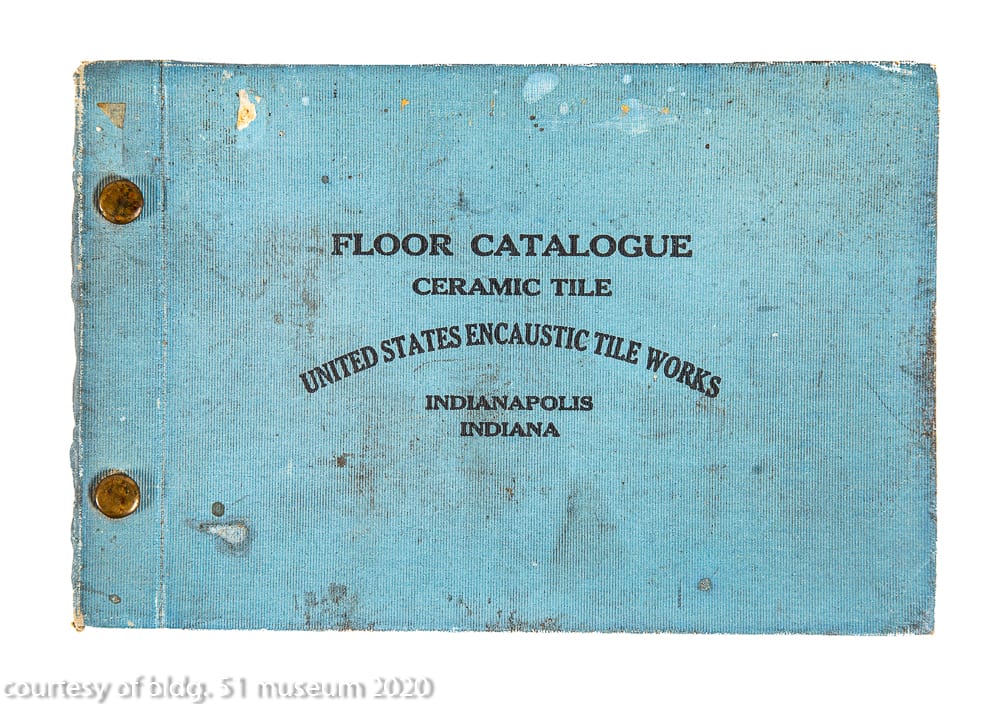 FLOOR CATALOGUE
CERAMIC TILE
UNITED STATES ENCAUSTIC TILE WORKS
INDIANAPOLIS
INDIANA
courtesy of bldg. 51 museum 2020